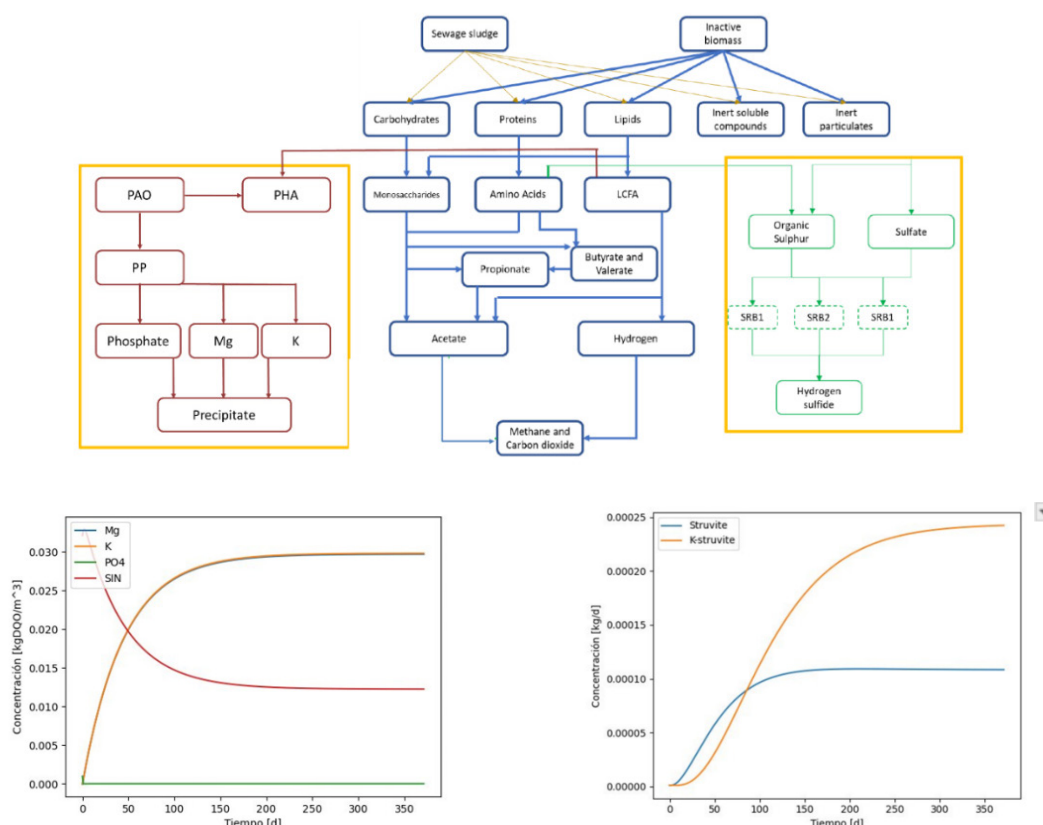 Sewage sludge
Inactive
biomass
Carbohydrates
Proteins
Lipids
Inert soluble
compounds
Inert
particulates
PAO
PHA
Monosaccharides
Amino Acids
LCFA
Organic
Sulphur
Sulfate
PP
Propionate
Butyrate and
Valerate
Phosphate
Mg
K
Acetate
Hydrogen
SRB1
SRB2
SRB1
Precipitate
Hydrogen
sulfide
Methane and
Carbon dioxide
Mg
K
PO4
SIN
Concentración [kgDQO/m^3]
0.030
0.025
0.020
0.015
0.010
0.005
0.000
0
50
100
150
200
250
300
350
Tiempo [d]
Struvite
K-struvite
Concentración [kg/d]
0.00025
0.00020
0.00015
0.00010
0.00005
0.00000
0
50
100
150
200
250
300
350
Tiempo [d]